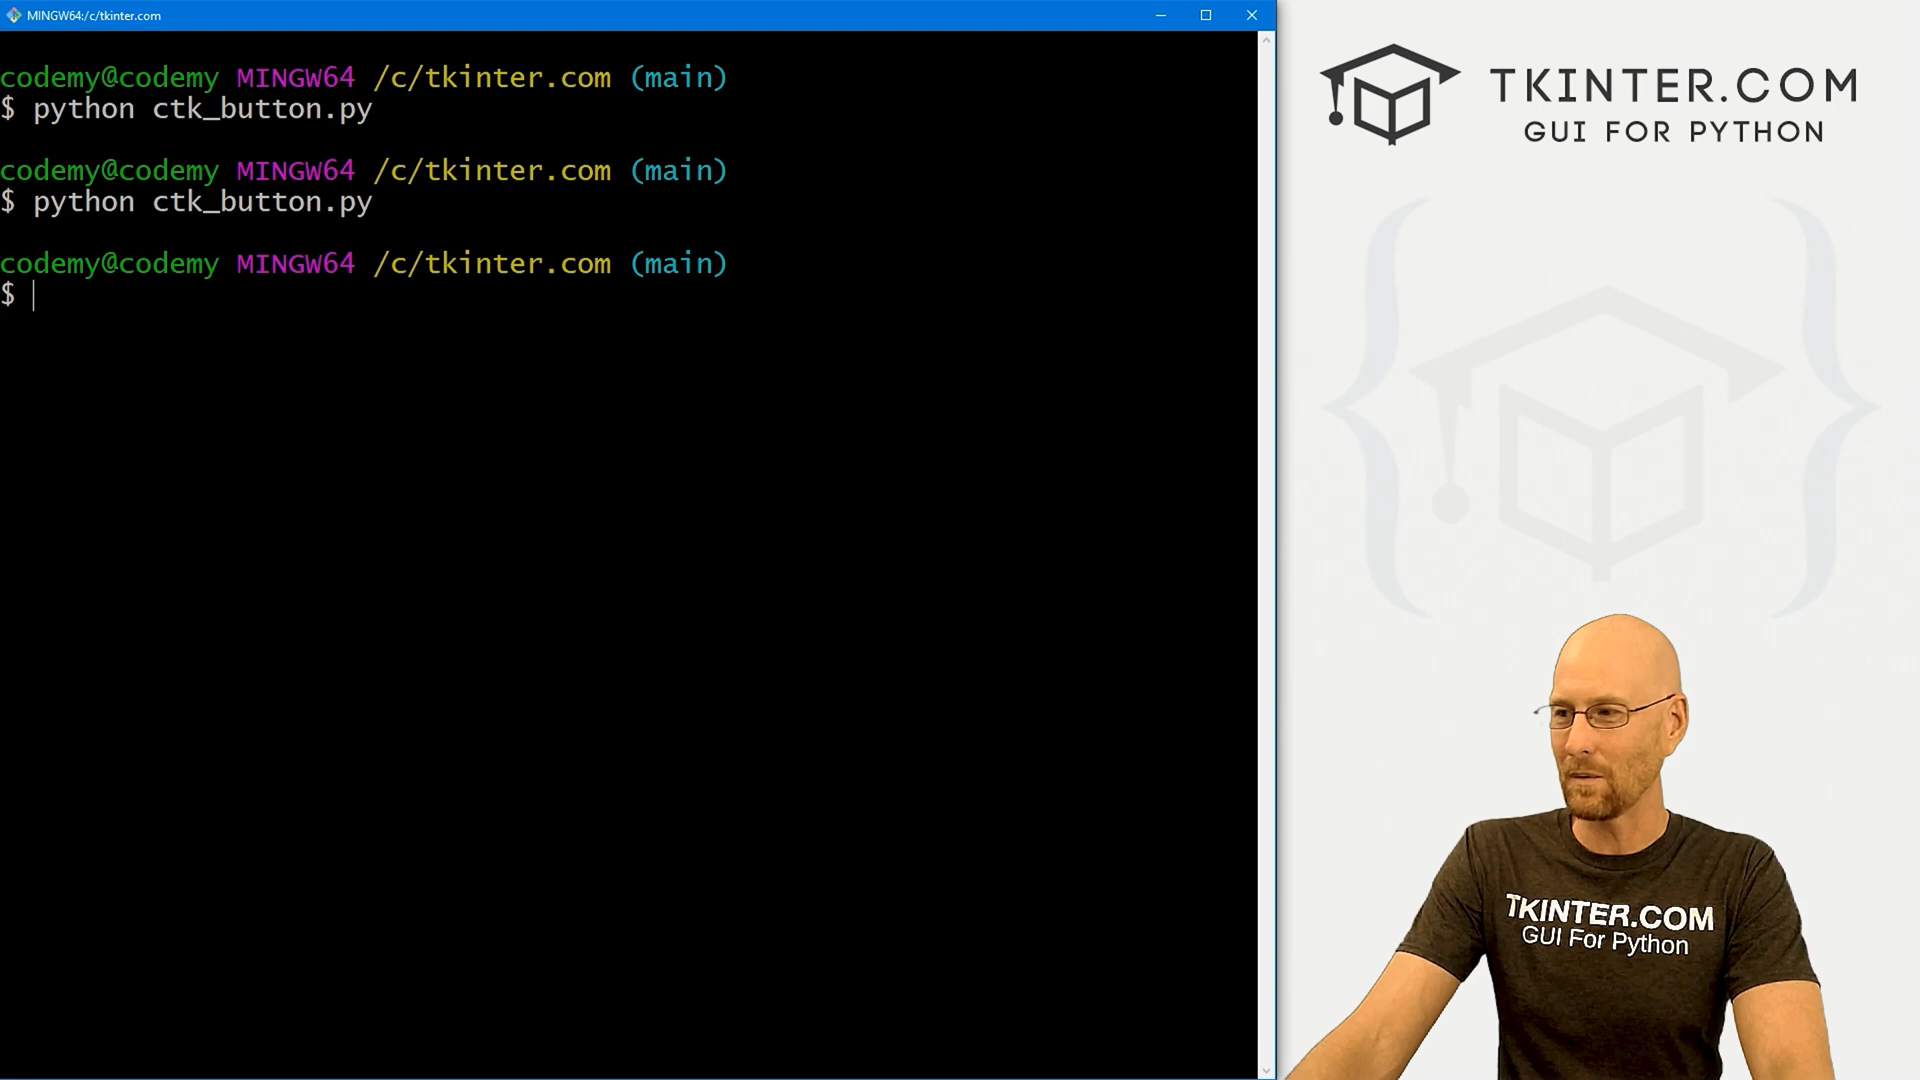 MINGW64:/c/tkinter.com
codemy@codemy MINGW64 /c/tkinter.com (main)
$ python ctk_button.py
codemy@codemy MINGW64 /c/tkinter.com (main)
$ python ctk_button.py
codemy@codemy MINGW64 /c/tkinter.com (main)
$
TKINTER.COM
GUI FOR PYTHON
TKINTER.COM
GUI For Python